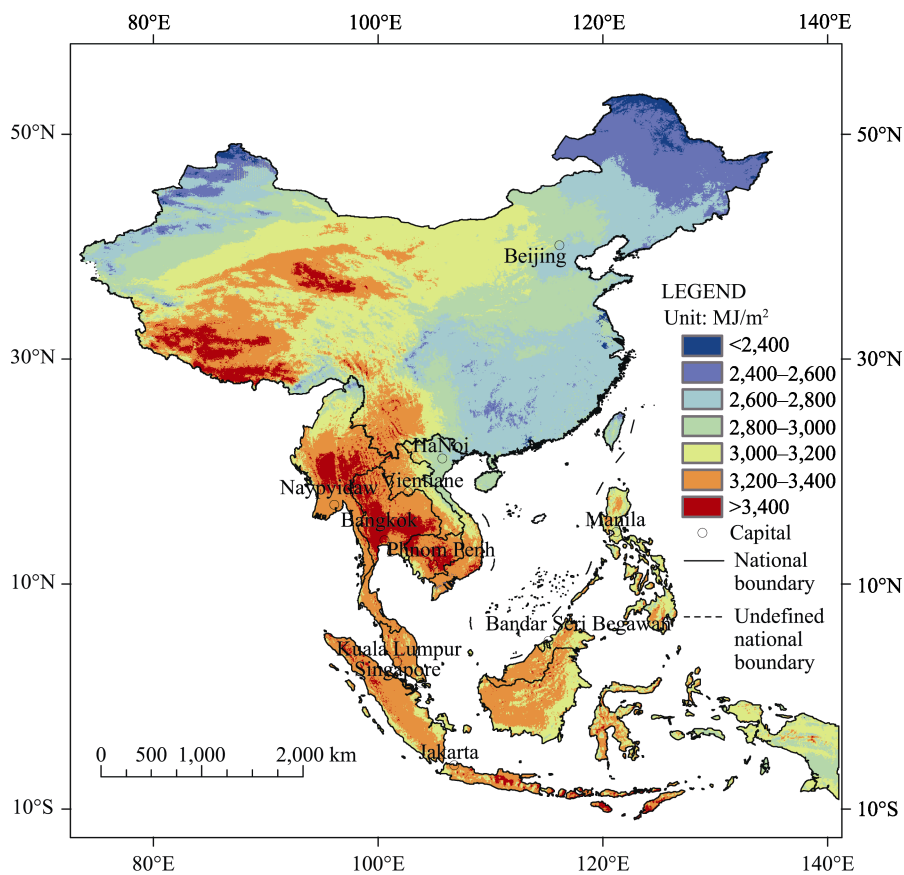 80°E 100°E 120°E 140°E
50°N 50°N
Beijing
LEGEND
Unit: MJ/m²
<2,400
30°N 30°N
2,400–2,600
2,600–2,800
2,800–3,000
HaNoi
3,000–3,200
Vientiane
3,200–3,400
Naypyidaw
>3,400
Bangkok
Manila
Capital
Phnom Penh
National
boundary
10°N 10°N
Bandar Seri Begawan
Undefined
national
boundary
Kuala Lumpur
Singapore
Jakarta
0 500 1,000 2,000 km
10°S 10°S
80°E 100°E 120°E 140°E